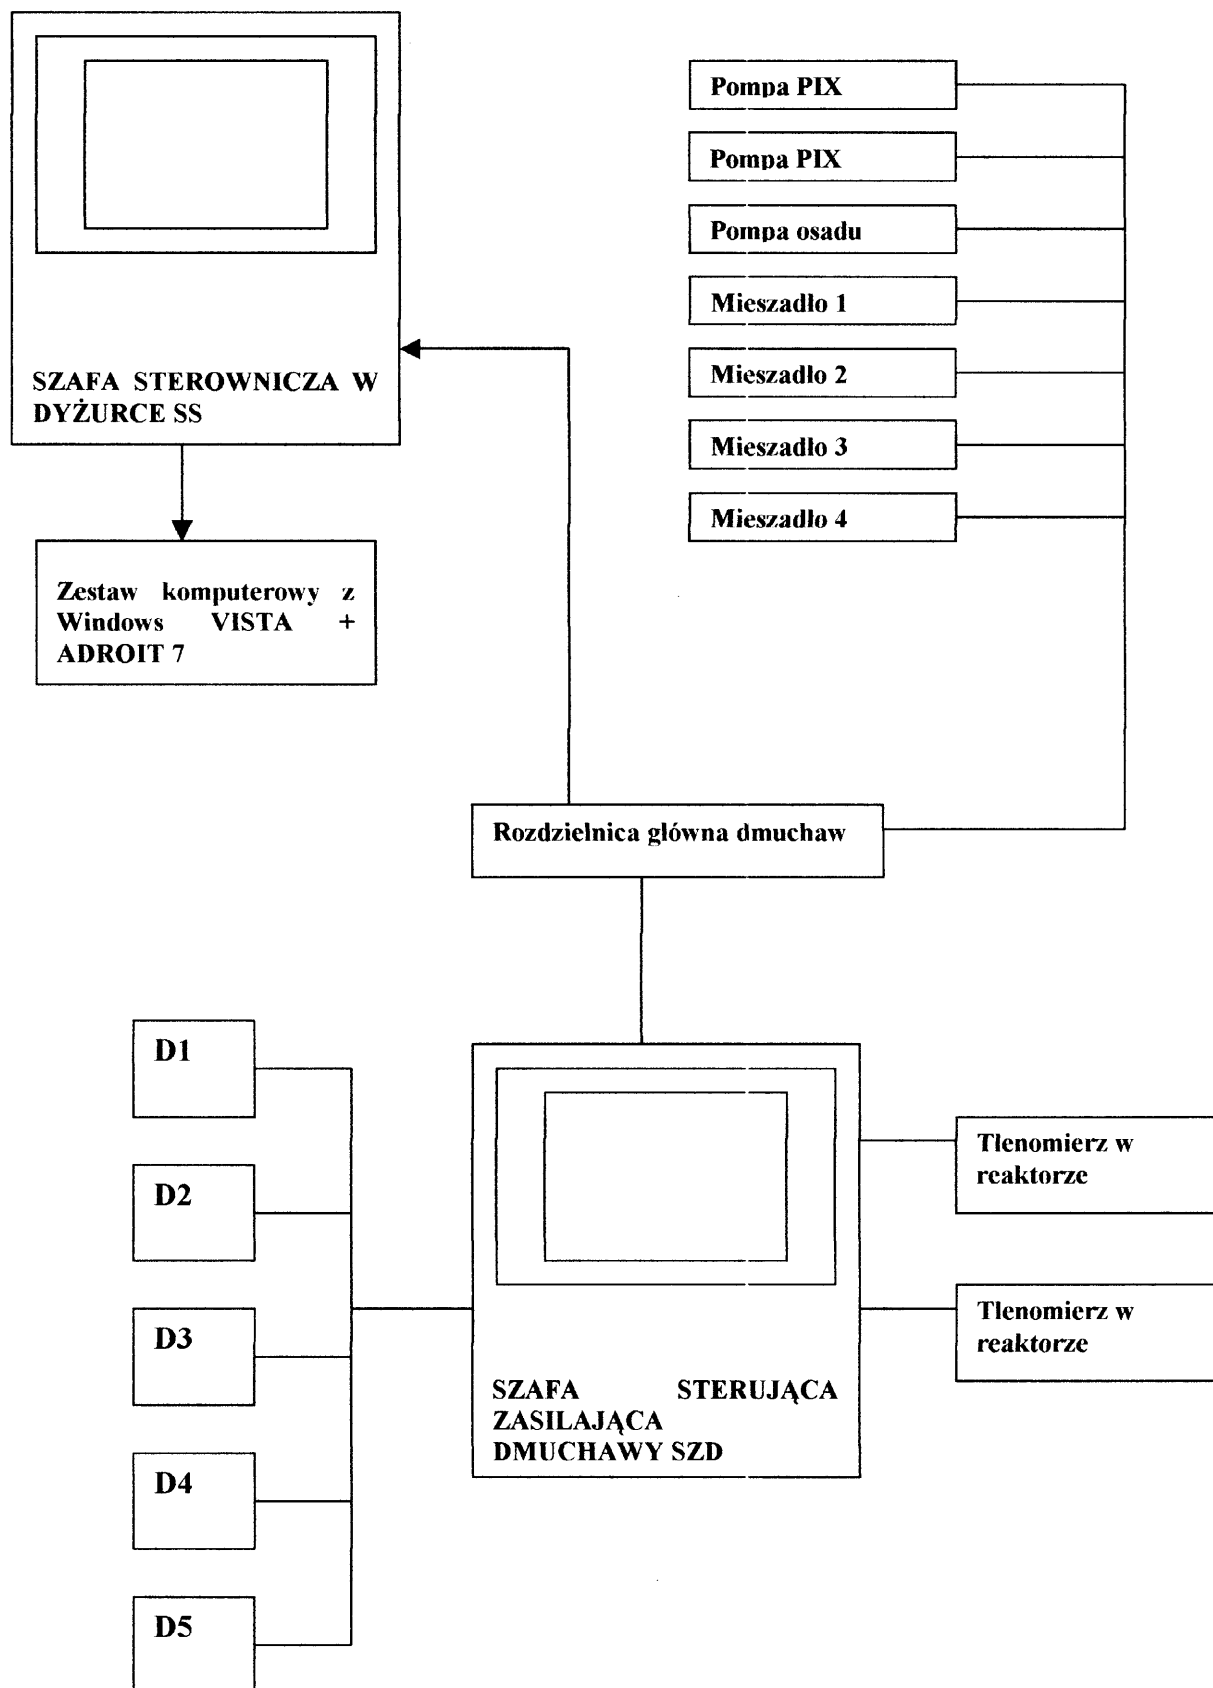 SZAFA STEROWNICZA W
DYŻURCE SS
Zestaw komputerowy z
Windows VISTA +
ADROIT 7
Pompa PIX
Pompa PIX
Pompa osadu
Mieszadło 1
Mieszadło 2
Mieszadło 3
Mieszadło 4
Rozdzielnica główna dmuchaw
D1
D2
D3
D4
D5
SZAFA STERUJĄCA
ZASILAJĄCA
DMUCHAWY SZD
Tlenomierz w
reaktorze
Tlenomierz w
reaktorze